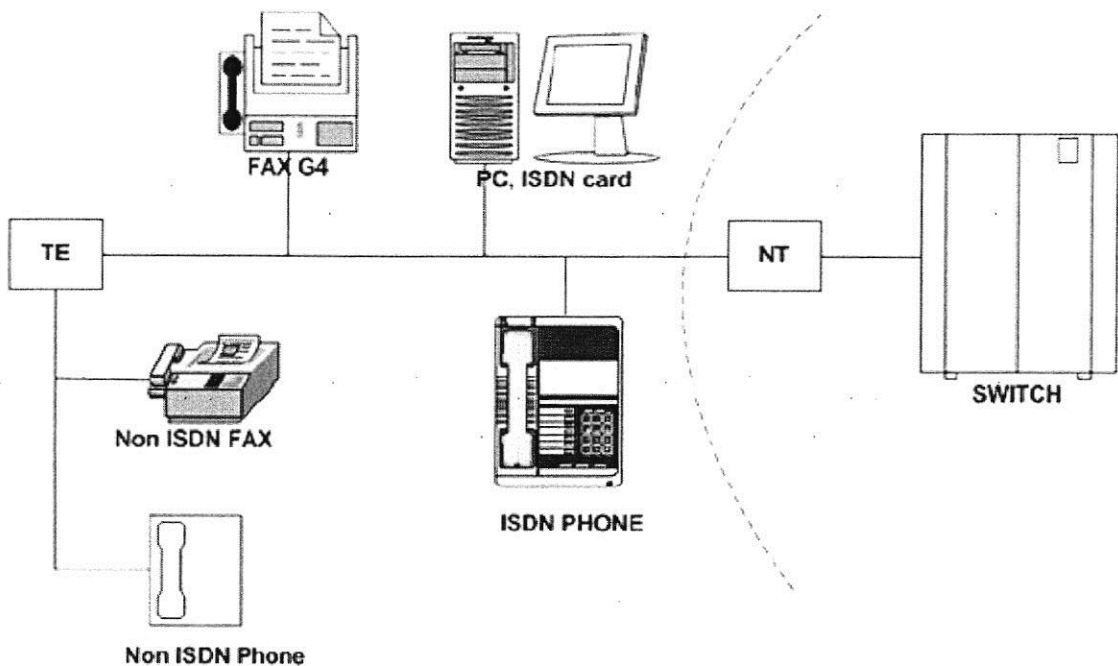 FAX G4
PC, ISDN card
TE
NT
SWITCH
Non ISDN FAX
ISDN PHONE
Non ISDN Phone